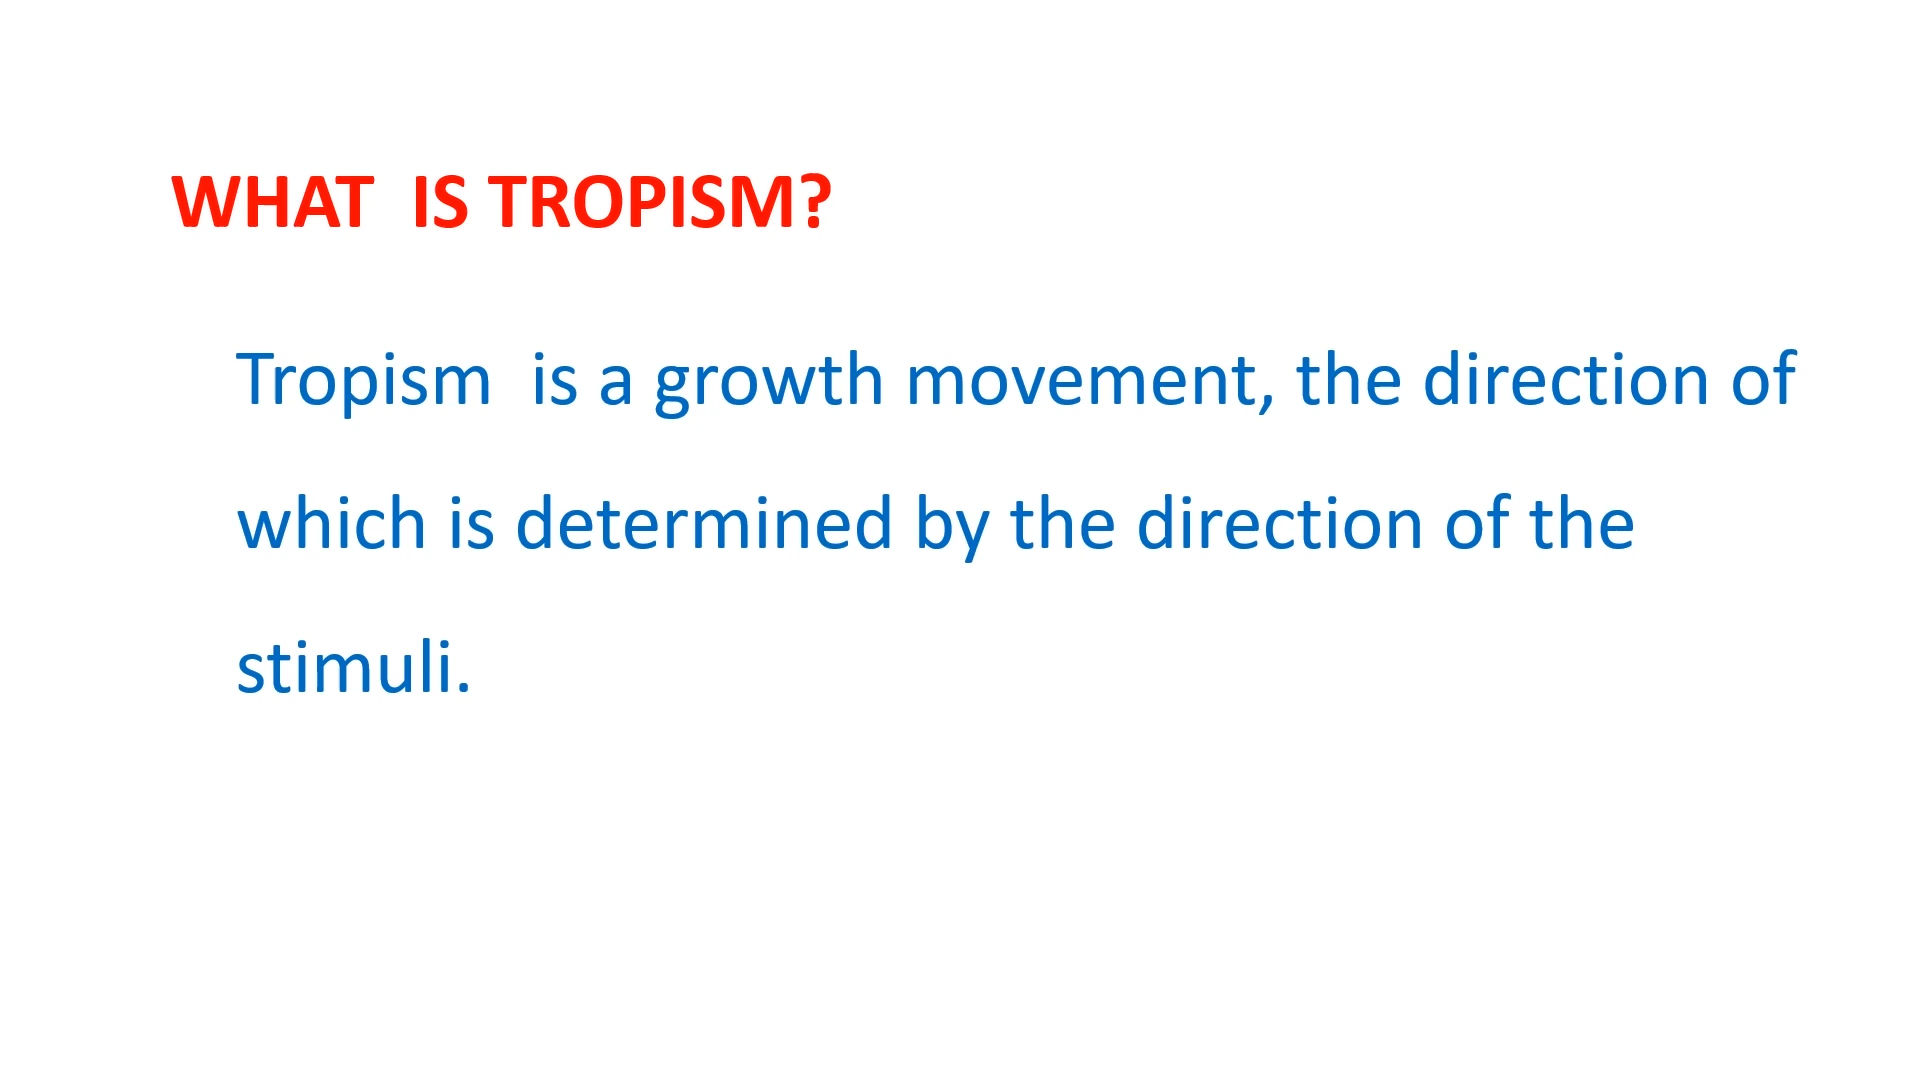 WHAT  IS TROPISM?
Tropism  is a growth movement, the direction of
which is determined by the direction of the
stimuli.